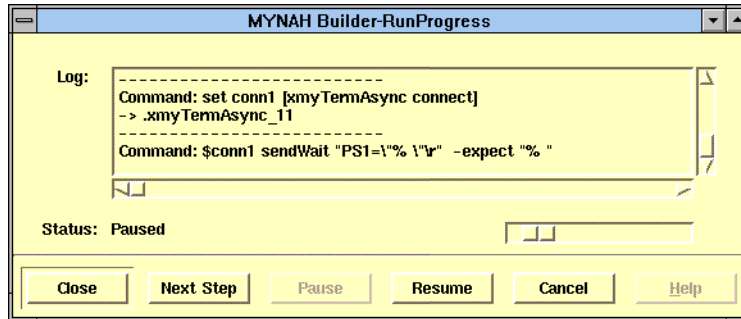 MYNAH Builder-RunProgress
Log:
---------------------------
Command: set conn1 [xmyTermAsync connect]
-> .xmyTermAsync_11
---------------------------
Command: $conn1 sendWait "PS1=\"% \"\r"  -expect "% "
Status: Paused
Close Next Step Pause Resume Cancel Help